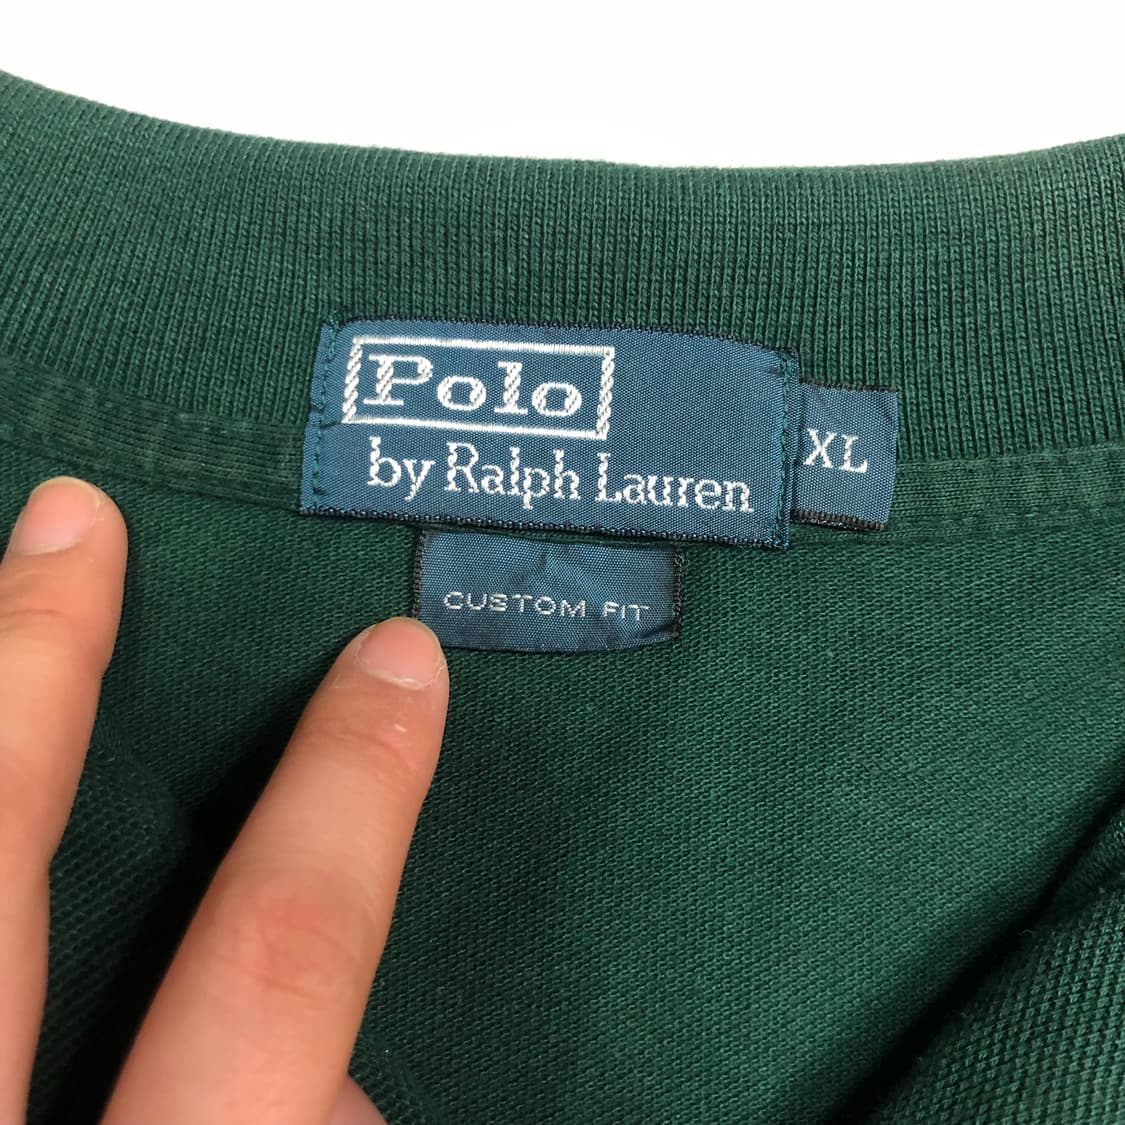 Polo
by Ralph Lauren
XL
CUSTOM FIT